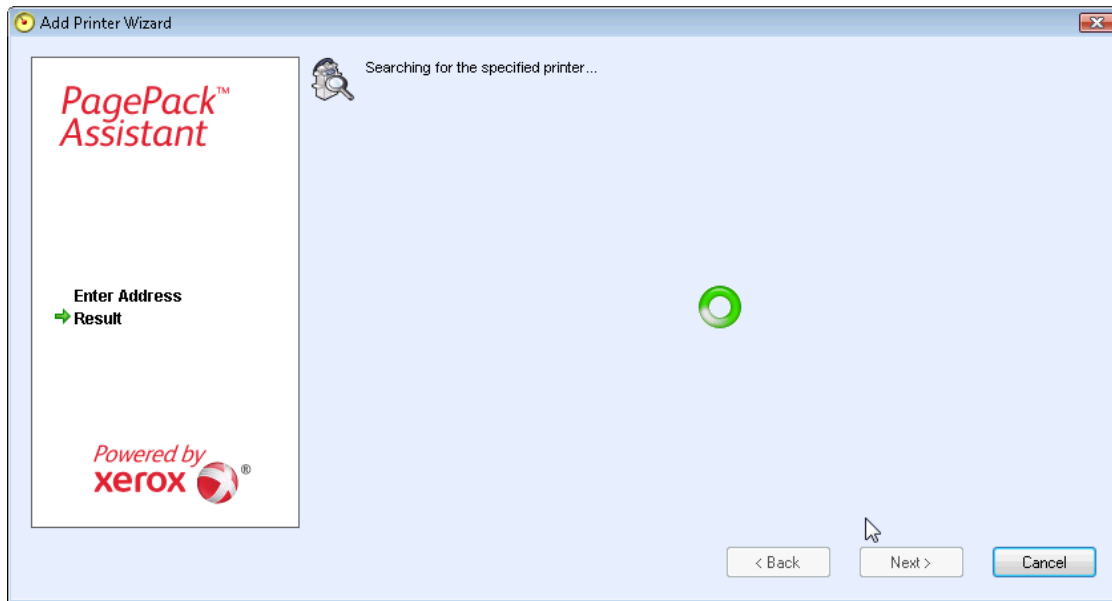 Add Printer Wizard
Searching for the specified printer...
PagePack™
Assistant
Enter Address
Result
Powered by
xerox ®
< Back
Next >
Cancel